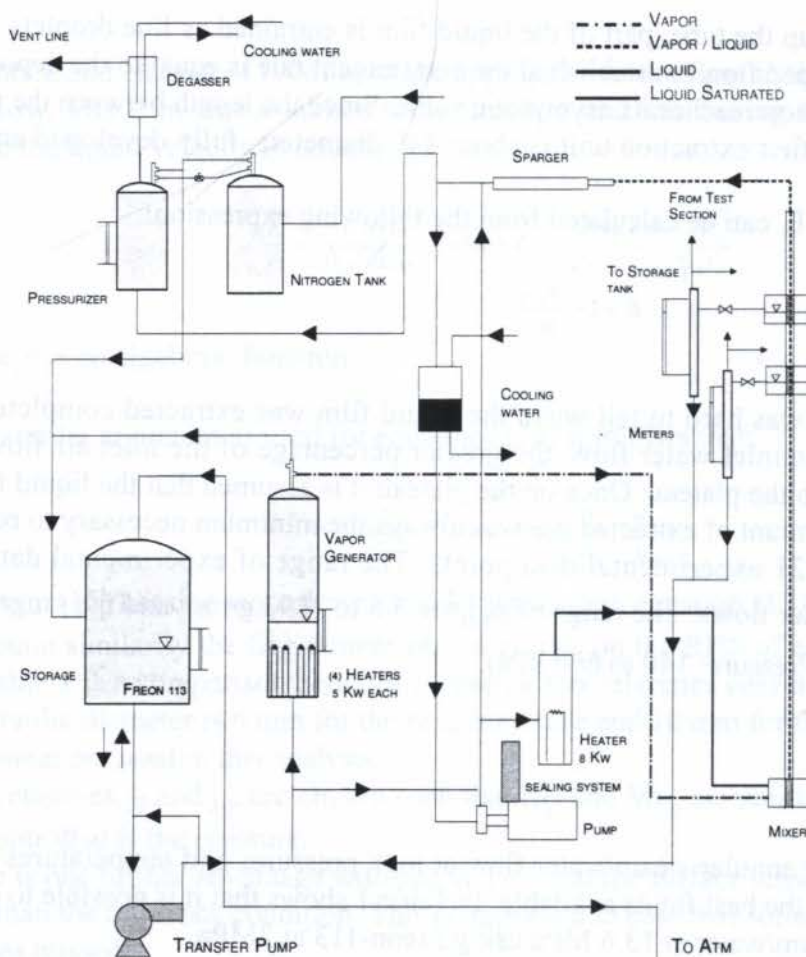 VAPOR
VAPOR / LIQUID
LIQUID
LIQUID SATURATED
VENT LINE
COOLING WATER
DEGASSER
SPARGER
FROM TEST
SECTION
TO STORAGE
TANK
PRESSURIZER
NITROGEN TANK
COOLING
WATER
METERS
VAPOR
GENERATOR
STORAGE
FREON 113
(4) HEATERS
5 KW EACH
HEATER
8 KW
SEALING SYSTEM
PUMP
MIXER
TRANSFER PUMP
TO ATM